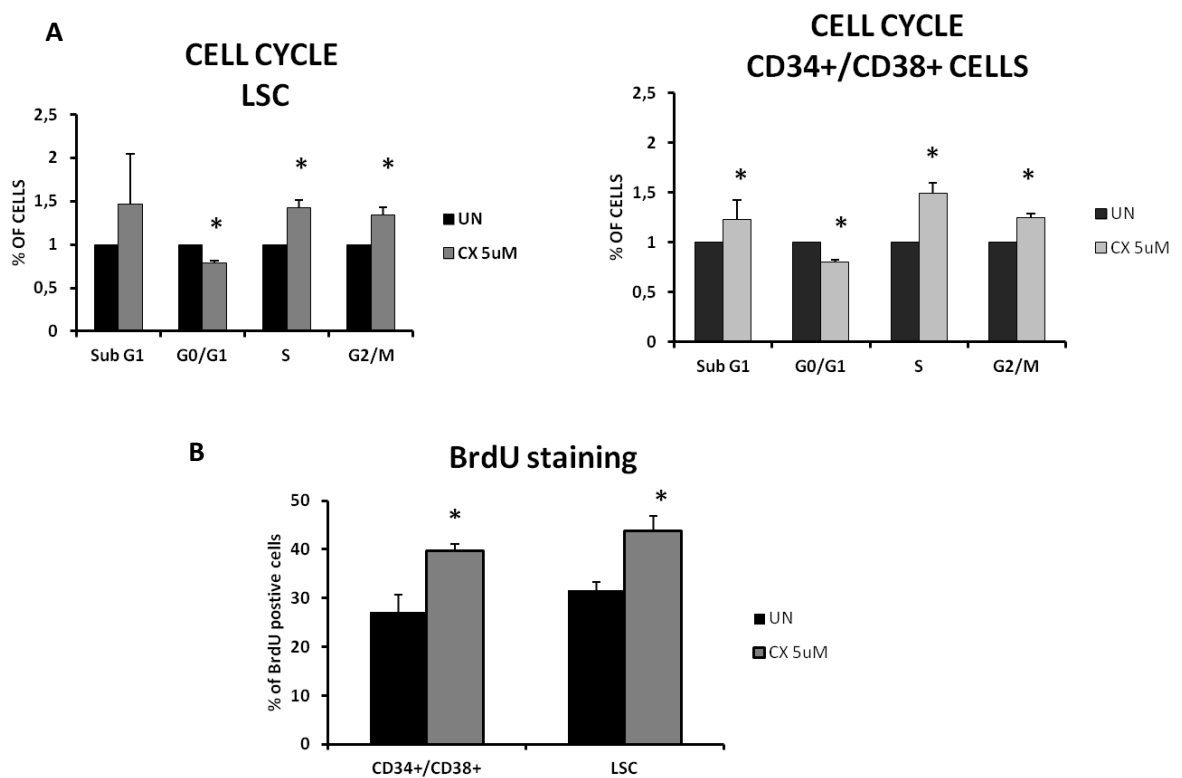 A
CELL CYCLE
LSC
% OF CELLS
2,5
2
1,5
1
0,5
0
*
*
*
Sub G1
G0/G1
S
G2/M
UN
CX 5uM
CELL CYCLE
CD34+/CD38+ CELLS
% OF CELLS
2,5
2
1,5
1
0,5
0
*
*
*
*
Sub G1
G0/G1
S
G2/M
UN
CX 5uM
B
BrdU staining
% of BrdU postive cells
50
40
30
20
10
0
*
*
CD34+/CD38+
LSC
UN
CX 5uM